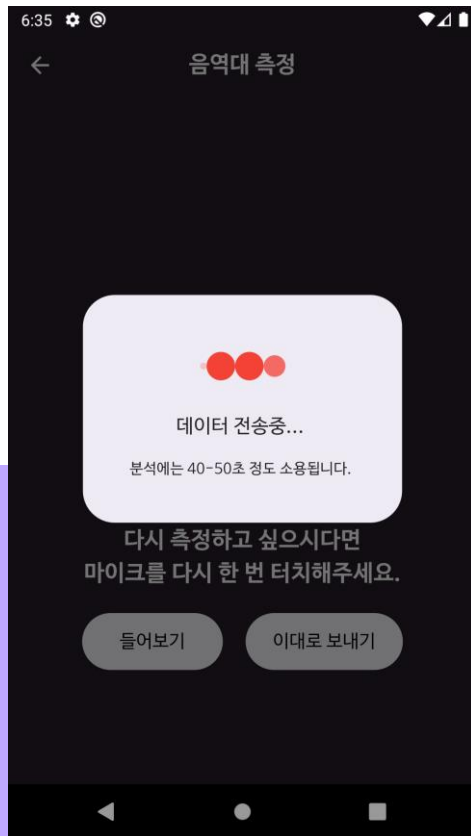 6:35
음역대 측정
데이터 전송중...
분석에는 40-50초 정도 소용됩니다.
다시 측정하고 싶으시다면
마이크를 다시 한 번 터치해주세요.
들어보기
이대로 보내기